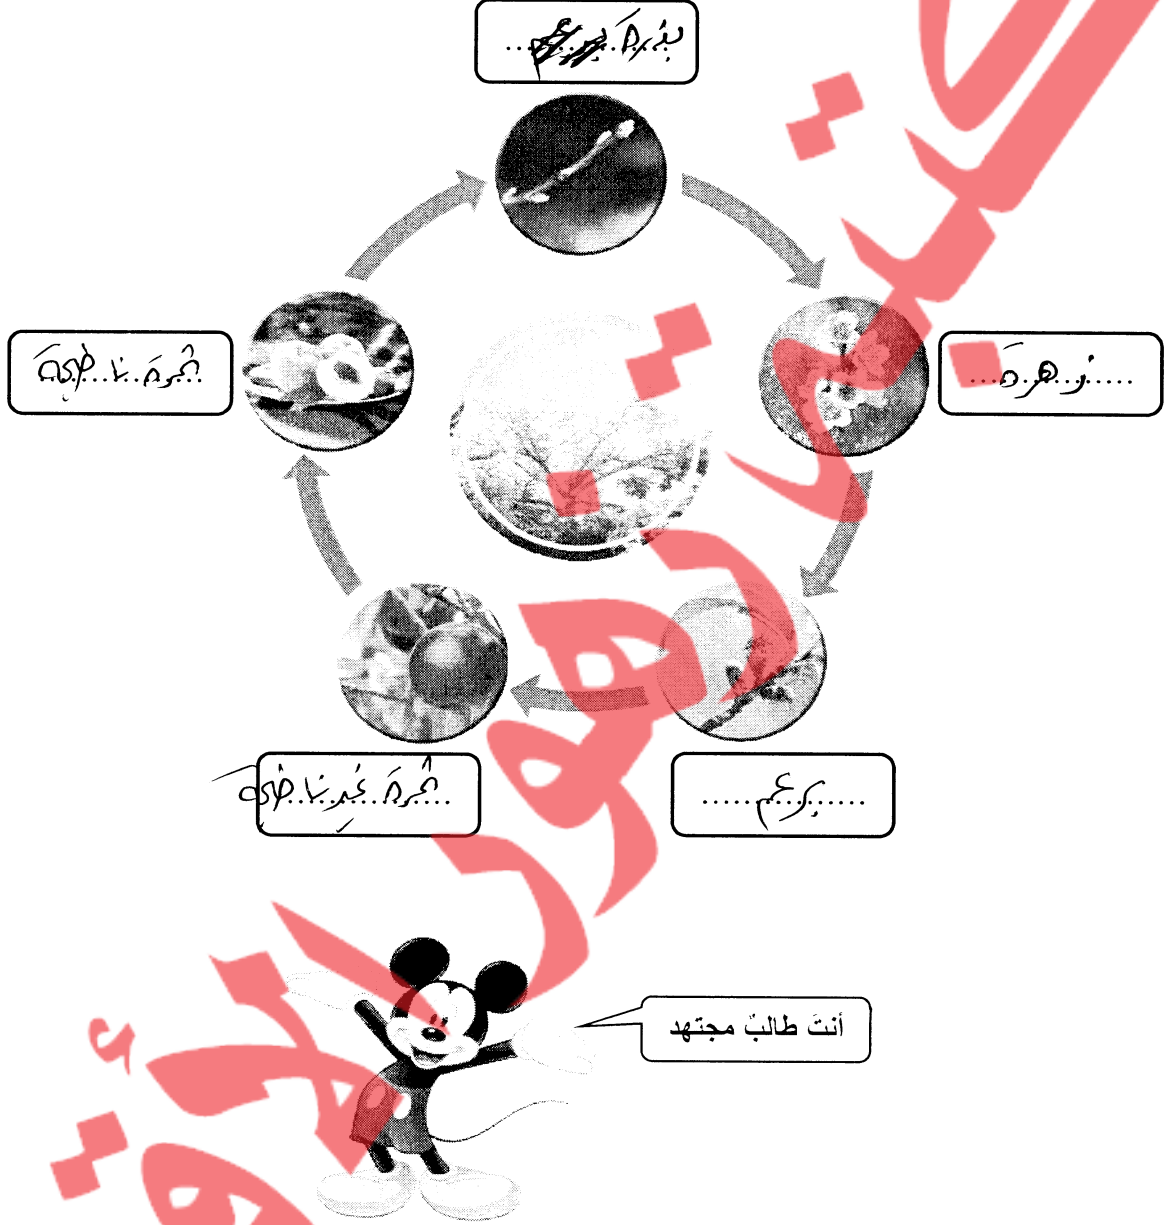 بذرة
زهرة
ثمرة ناضجة
ثمرة غير ناضجة
برعم
أنتَ طالبٌ مجتهد